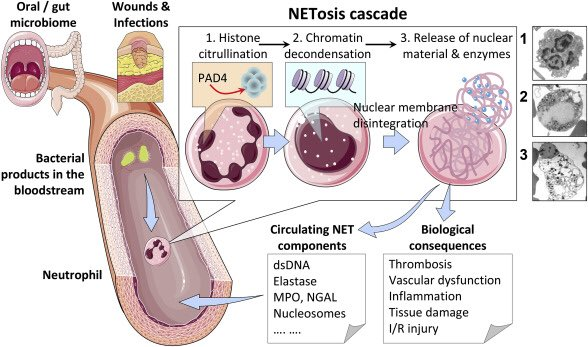 Oral / gut
microbiome
Wounds &
Infections
NETosis cascade
1. Histone
citrullination
2. Chromatin
decondensation
3. Release of nuclear
material & enzymes
PAD4
Nuclear membrane
disintegration
1
2
3
Bacterial
products in the
bloodstream
Neutrophil
Circulating NET
components
dsDNA
Elastase
MPO, NGAL
Nucleosomes
.... ....
Biological
consequences
Thrombosis
Vascular dysfunction
Inflammation
Tissue damage
I/R injury